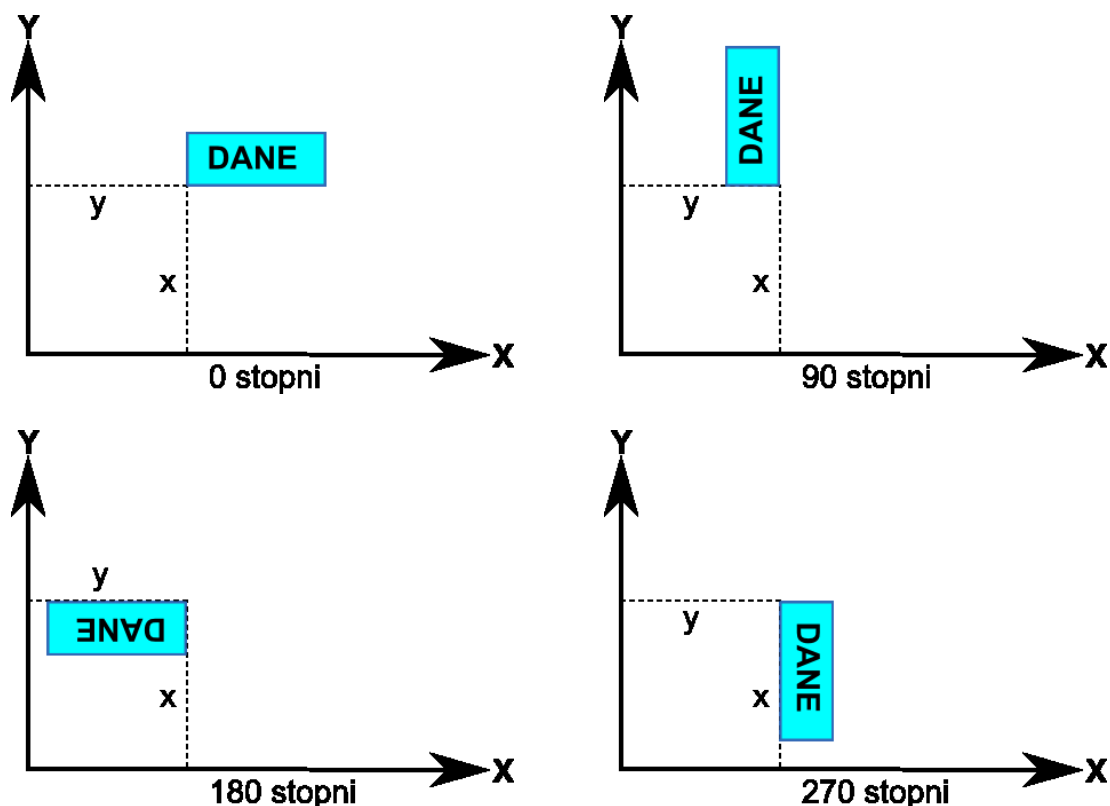 Y
DANE
y
x
X
0 stopni
Y
DANE
y
x
X
90 stopni
Y
y
DANE
x
X
180 stopni
Y
y
DANE
x
X
270 stopni